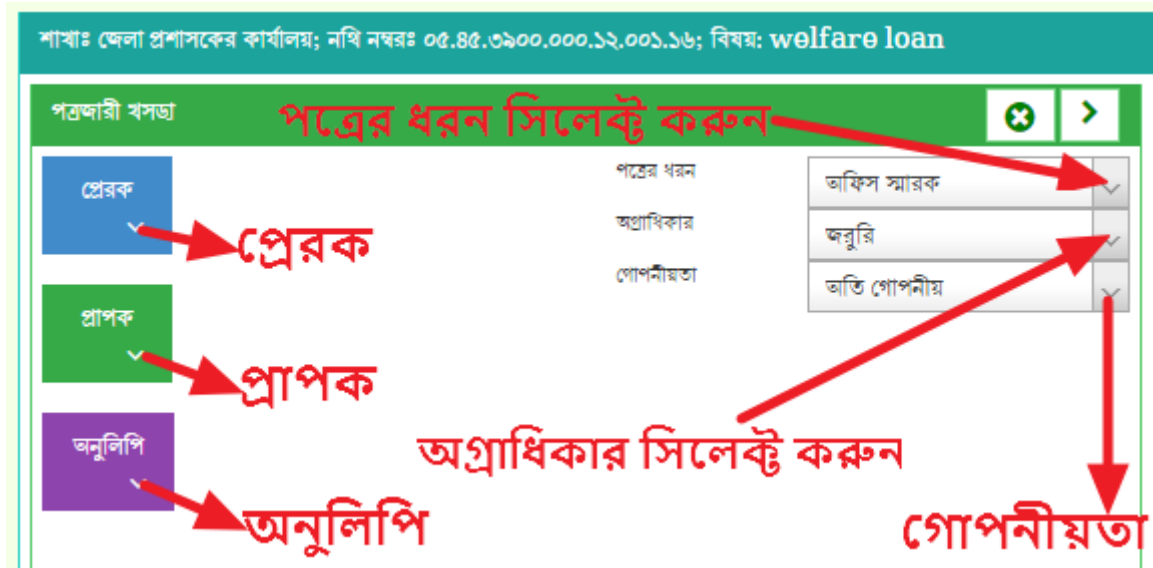 শাখাঃ জেলা প্রশাসকের কার্যালয়; নথি নম্বরঃ ০৫.৪৫.৩৯০০.০০০.১২.০০১.১৬; বিষয়: welfare loan
পত্রজারী খসডা
পত্রের ধরন সিলেক্ট করুন
প্রেরক
পত্রের ধরন
অফিস স্মারক
প্রেরক
অগ্রাধিকার
জরুরি
গোপনীয়তা
অতি গোপনীয়
প্রাপক
প্রাপক
অনুলিপি
অগ্রাধিকার সিলেক্ট করুন
অনুলিপি
গোপনীয়তা